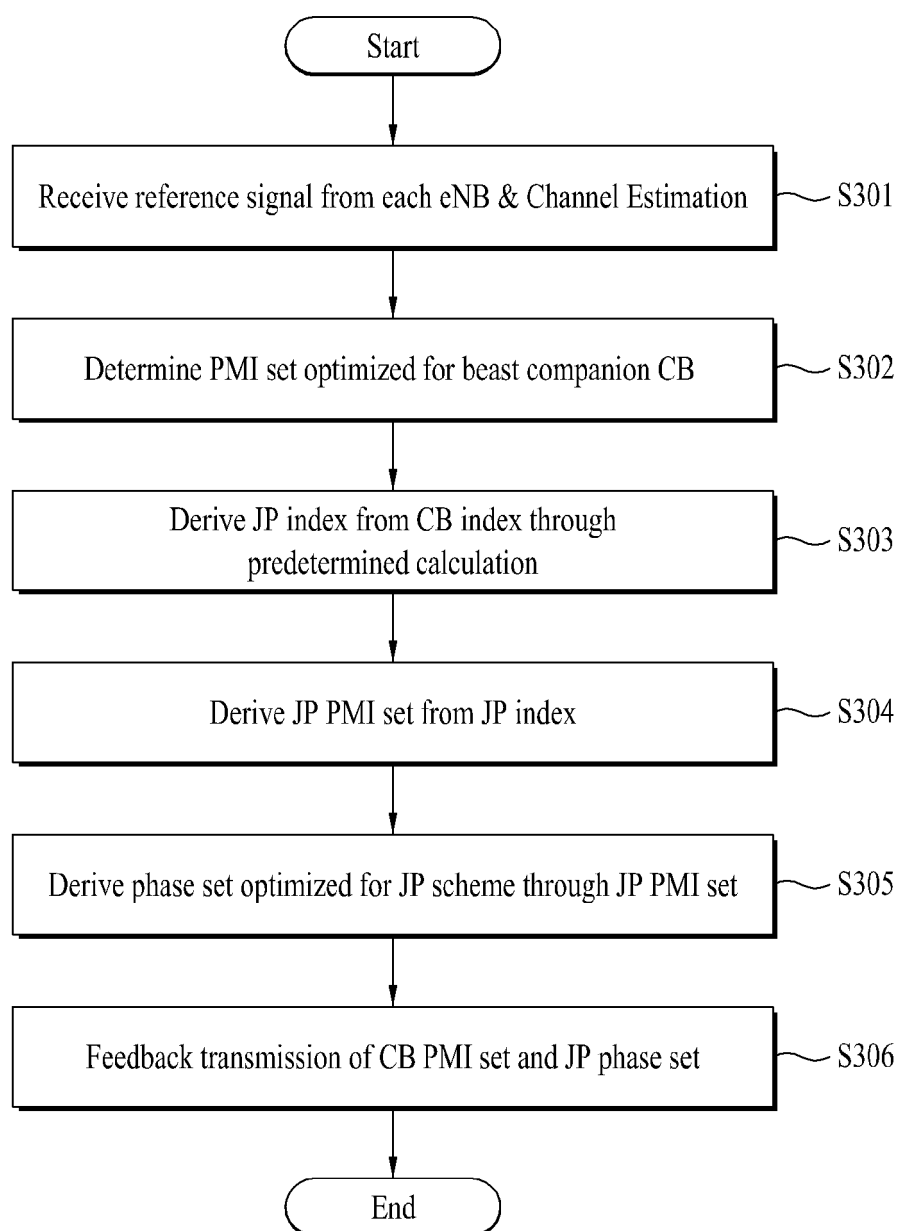 Start
Receive reference signal from each eNB & Channel Estimation
S301
Determine PMI set optimized for beast companion CB
S302
Derive JP index from CB index through
predetermined calculation
S303
Derive JP PMI set from JP index
S304
Derive phase set optimized for JP scheme through JP PMI set
S305
Feedback transmission of CB PMI set and JP phase set
S306
End